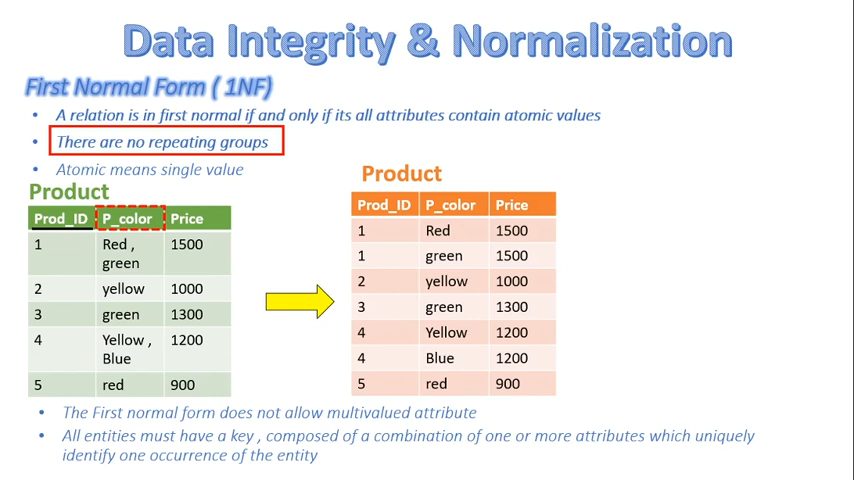 Data Integrity & Normalization
First Normal Form ( 1NF)
• A relation is in first normal if and only if its all attributes contain atomic values
• There are no repeating groups
• Atomic means single value
Product
Prod_ID P_color Price
1 Red , green 1500
2 yellow 1000
3 green 1300
4 Yellow , Blue 1200
5 red 900
Product
Prod_ID P_color Price
1 Red 1500
1 green 1500
2 yellow 1000
3 green 1300
4 Yellow 1200
4 Blue 1200
5 red 900
• The First normal form does not allow multivalued attribute
• All entities must have a key , composed of a combination of one or more attributes which uniquely
identify one occurrence of the entity